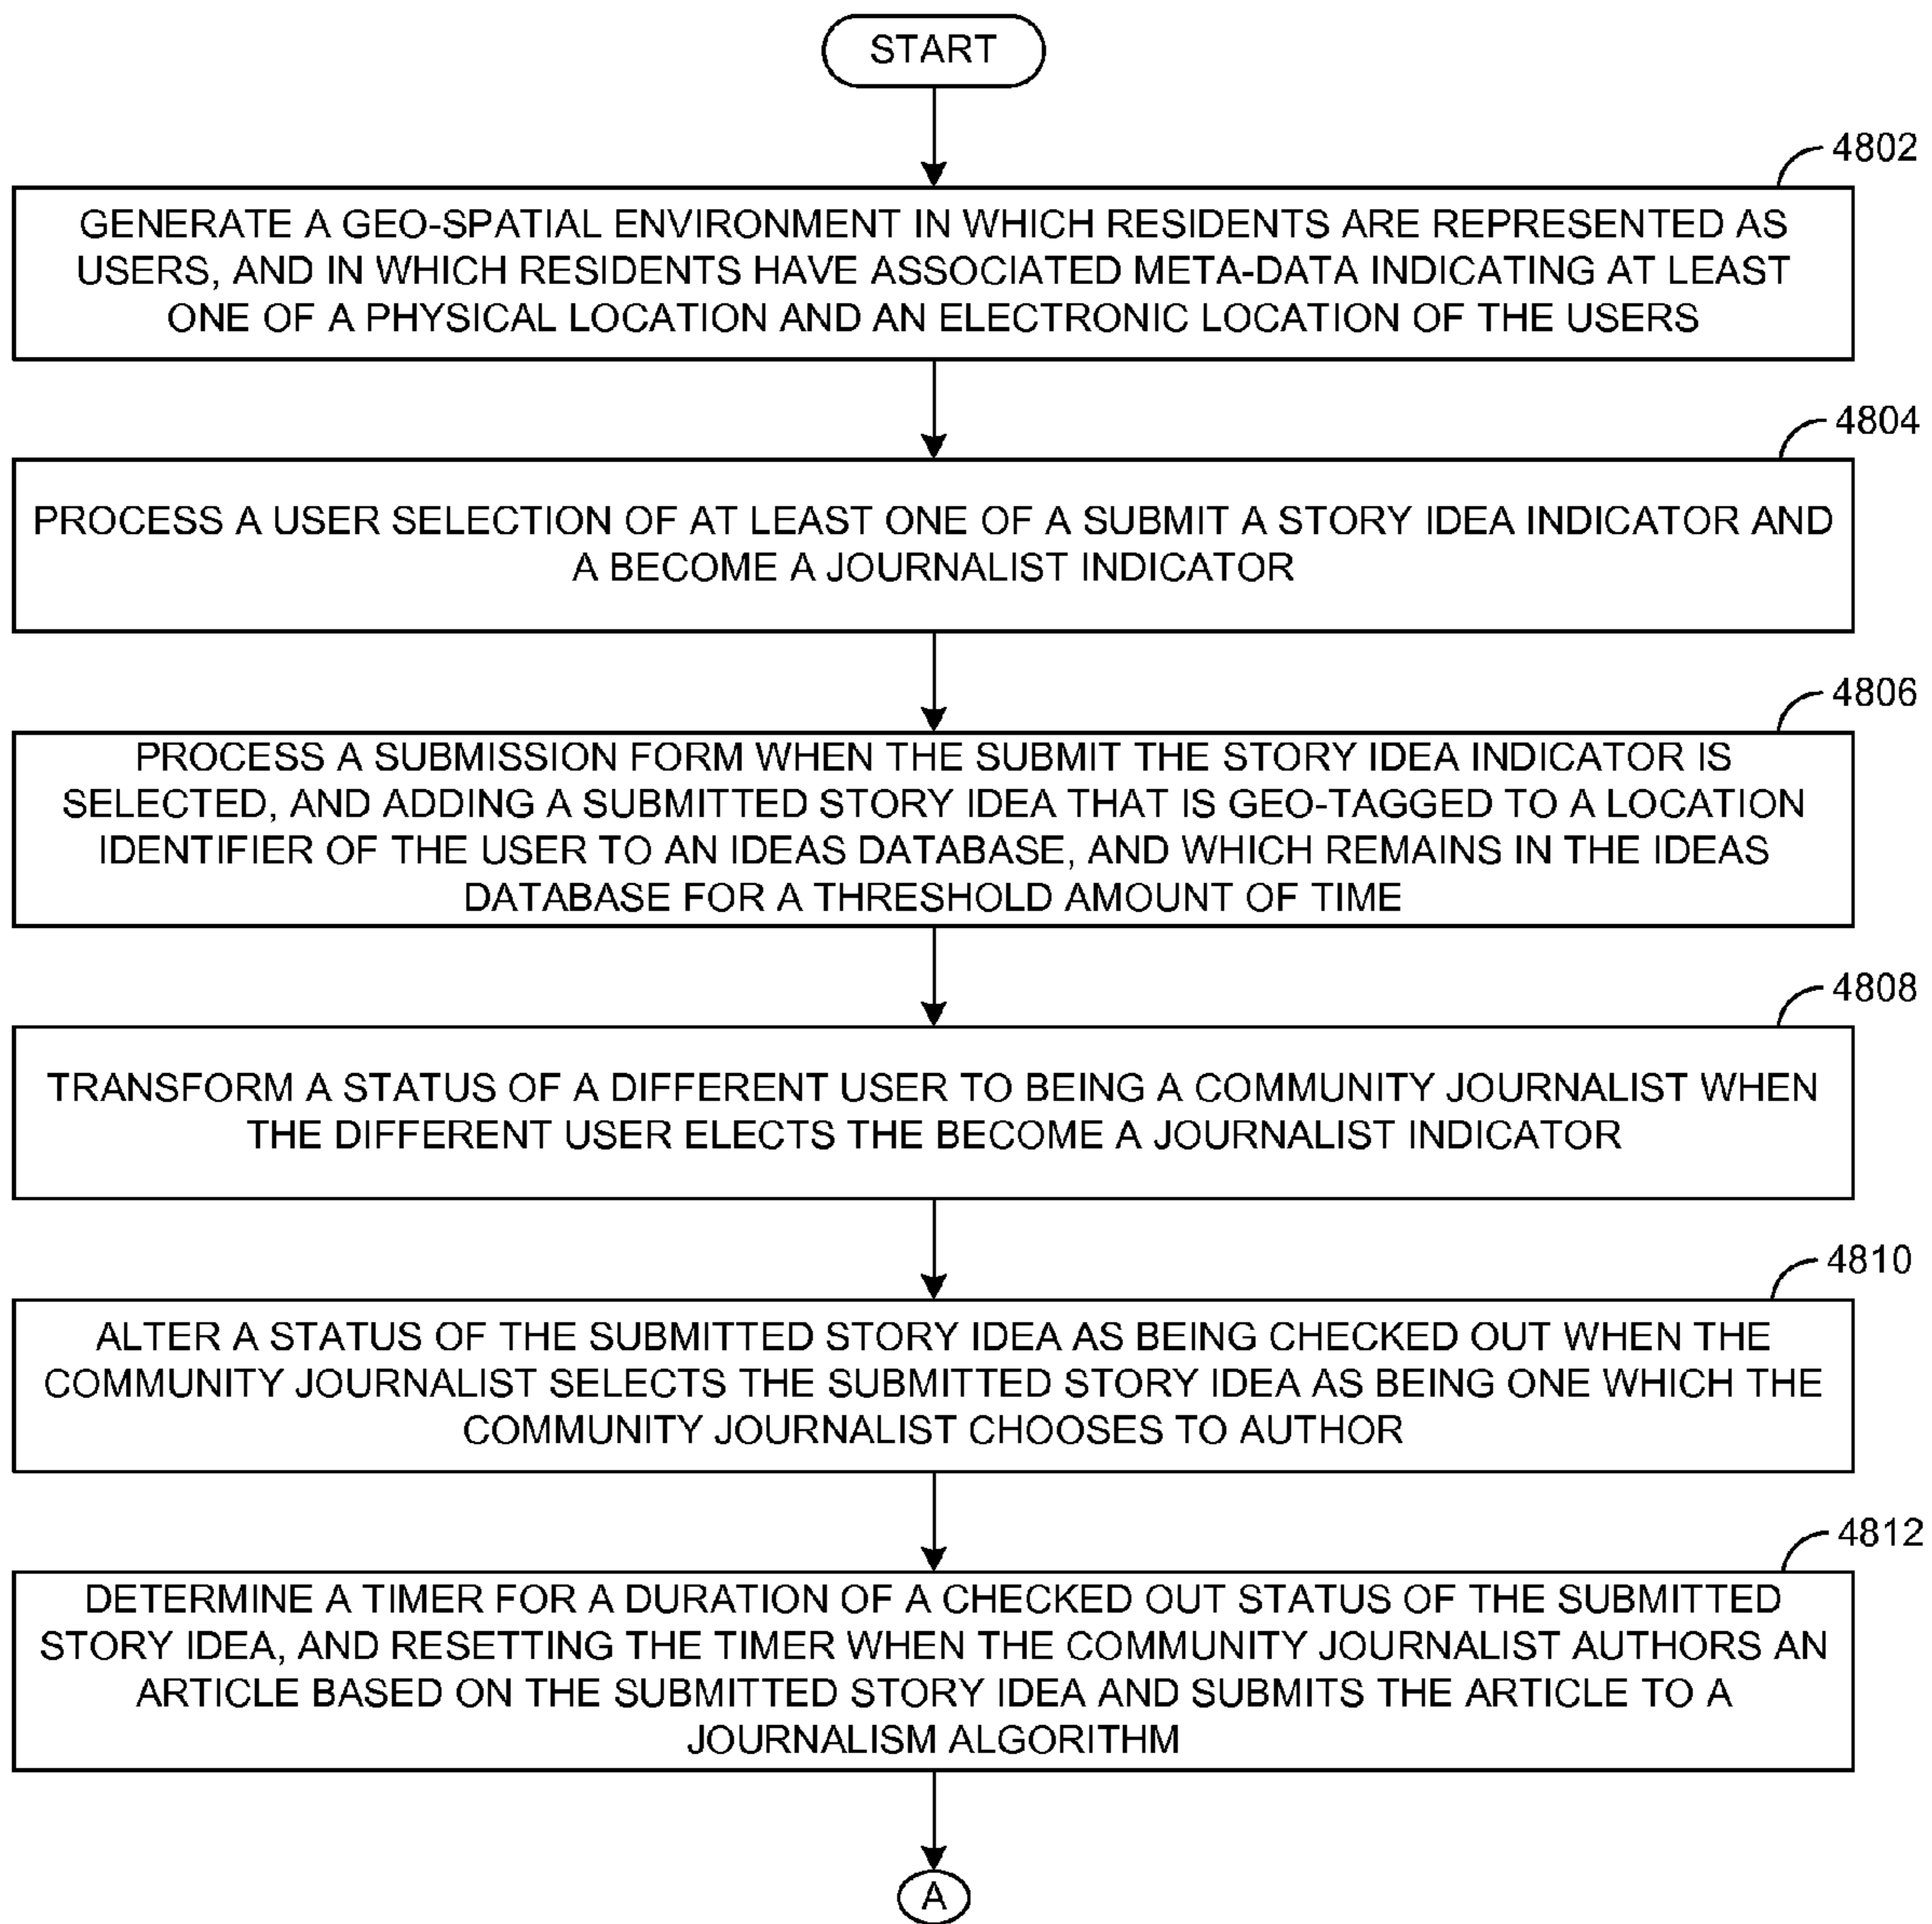 START
4802
GENERATE A GEO-SPATIAL ENVIRONMENT IN WHICH RESIDENTS ARE REPRESENTED AS
USERS, AND IN WHICH RESIDENTS HAVE ASSOCIATED META-DATA INDICATING AT LEAST
ONE OF A PHYSICAL LOCATION AND AN ELECTRONIC LOCATION OF THE USERS
4804
PROCESS A USER SELECTION OF AT LEAST ONE OF A SUBMIT A STORY IDEA INDICATOR AND
A BECOME A JOURNALIST INDICATOR
4806
PROCESS A SUBMISSION FORM WHEN THE SUBMIT THE STORY IDEA INDICATOR IS
SELECTED, AND ADDING A SUBMITTED STORY IDEA THAT IS GEO-TAGGED TO A LOCATION
IDENTIFIER OF THE USER TO AN IDEAS DATABASE, AND WHICH REMAINS IN THE IDEAS
DATABASE FOR A THRESHOLD AMOUNT OF TIME
4808
TRANSFORM A STATUS OF A DIFFERENT USER TO BEING A COMMUNITY JOURNALIST WHEN
THE DIFFERENT USER ELECTS THE BECOME A JOURNALIST INDICATOR
4810
ALTER A STATUS OF THE SUBMITTED STORY IDEA AS BEING CHECKED OUT WHEN THE
COMMUNITY JOURNALIST SELECTS THE SUBMITTED STORY IDEA AS BEING ONE WHICH THE
COMMUNITY JOURNALIST CHOOSES TO AUTHOR
4812
DETERMINE A TIMER FOR A DURATION OF A CHECKED OUT STATUS OF THE SUBMITTED
STORY IDEA, AND RESETTING THE TIMER WHEN THE COMMUNITY JOURNALIST AUTHORS AN
ARTICLE BASED ON THE SUBMITTED STORY IDEA AND SUBMITS THE ARTICLE TO A
JOURNALISM ALGORITHM
A